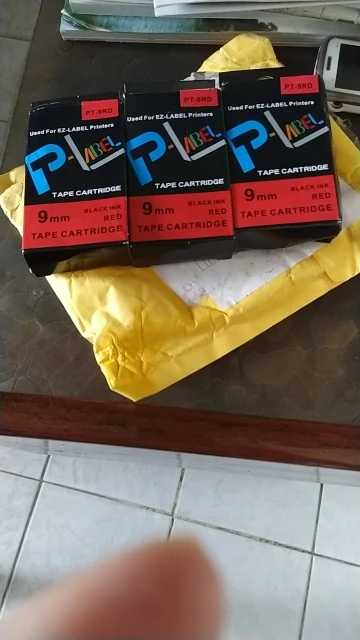 PT-9RD
Used For EZ-LABEL Printers
P-LABEL
TAPE CARTRIDGE
9mm BLACK INK
RED
TAPE CARTRIDGE
PT-9RD
Used For EZ-LABEL Printers
P-LABEL
TAPE CARTRIDGE
9mm BLACK INK
RED
TAPE CARTRIDGE
PT-9RD
Used For EZ-LABEL Printers
P-LABEL
TAPE CARTRIDGE
9mm BLACK INK
RED
TAPE CARTRIDGE